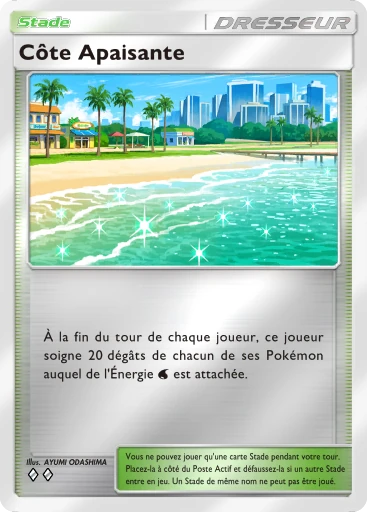 Stade
DRESSEUR
Côte Apaisante
À la fin du tour de chaque joueur, ce joueur
soigne 20 dégâts de chacun de ses Pokémon
auquel de l'Énergie est attachée.
Illus. AYUMI ODASHIMA
Vous ne pouvez jouer qu'une carte Stade pendant votre tour.
Placez-la à côté du Poste Actif et défaussez-la si un autre Stade
entre en jeu. Un Stade de même nom ne peut pas être joué.